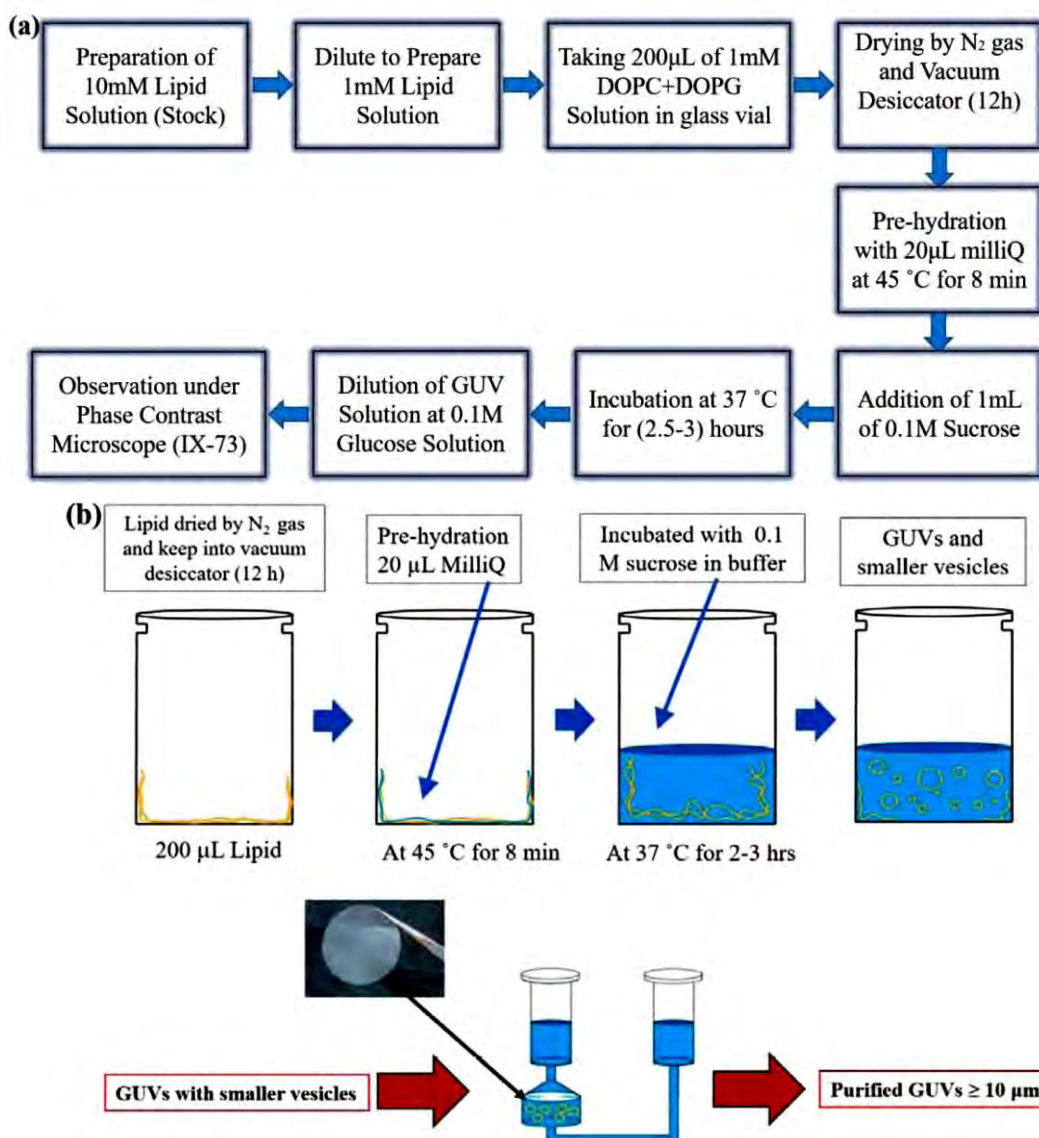 (a)
Preparation of
10mM Lipid
Solution (Stock)
Dilute to Prepare
1mM Lipid
Solution
Taking 200μL of 1mM
DOPC+DOPG
Solution in glass vial
Drying by N₂ gas
and Vacuum
Desiccator (12h)
Pre-hydration
with 20μL milliQ
at 45 ˚C for 8 min
Addition of 1mL
of 0.1M Sucrose
Incubation at 37 ˚C
for (2.5-3) hours
Dilution of GUV
Solution at 0.1M
Glucose Solution
Observation under
Phase Contrast
Microscope (IX-73)
(b)
Lipid dried by N₂ gas
and keep into vacuum
desiccator (12 h)
Pre-hydration
20 μL MilliQ
Incubated with 0.1
M sucrose in buffer
GUVs and
smaller vesicles
200 μL Lipid
At 45 ˚C for 8 min
At 37 ˚C for 2-3 hrs
GUVs with smaller vesicles
Purified GUVs ≥ 10 μm